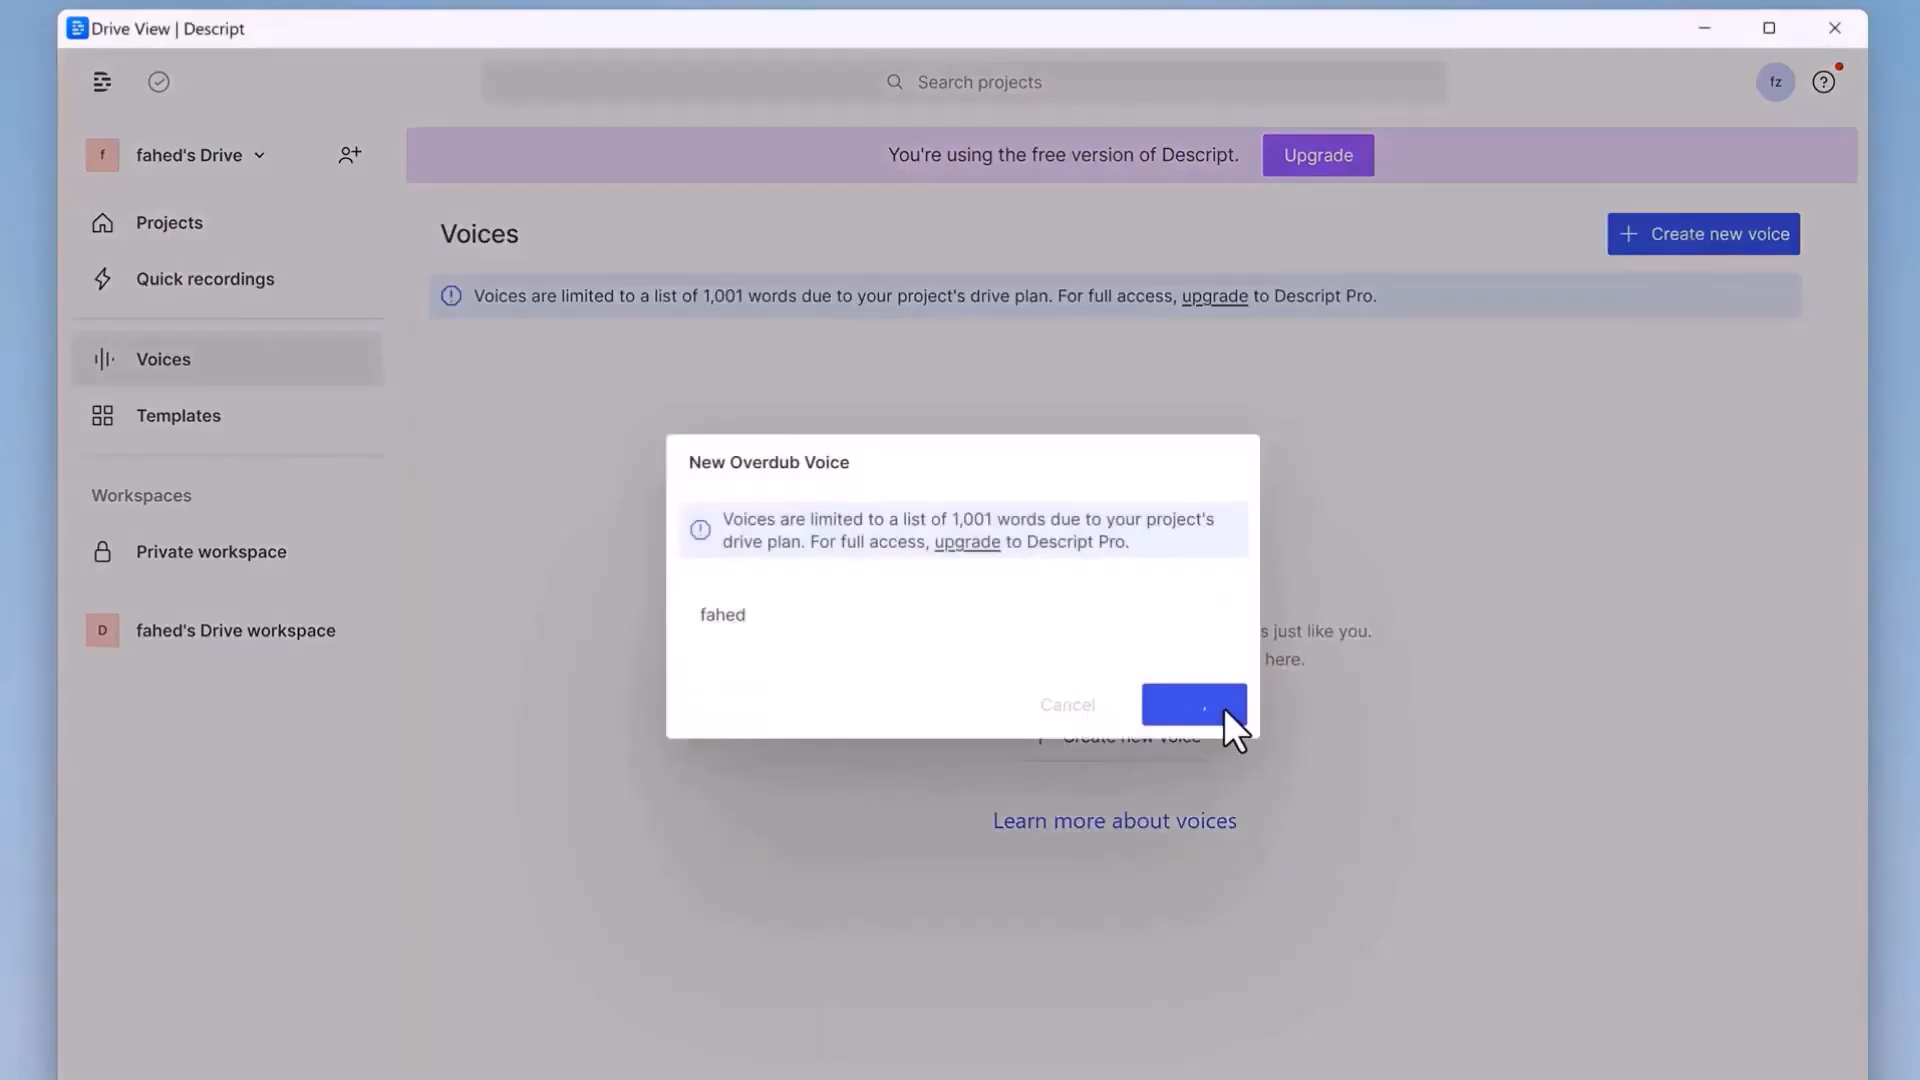 Drive View | Descript
Search projects
fz
f
fahed's Drive
You're using the free version of Descript.
Upgrade
Projects
Voices
Create new voice
Quick recordings
Voices are limited to a list of 1,001 words due to your project's drive plan. For full access, upgrade to Descript Pro.
Voices
Templates
New Overdub Voice
Voices are limited to a list of 1,001 words due to your project's
drive plan. For full access, upgrade to Descript Pro.
Workspaces
Private workspace
fahed
D
fahed's Drive workspace
s just like you.
here.
Cancel
Create new voice
Learn more about voices